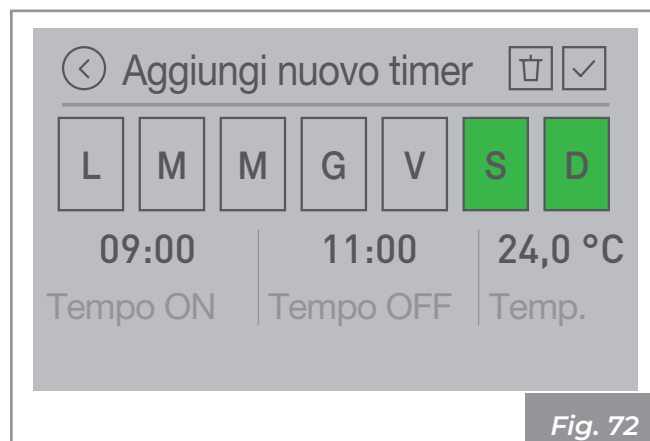 Aggiungi nuovo timer
L M M G V S D
09:00 11:00 24,0 °C
Tempo ON Tempo OFF Temp.
Fig. 72